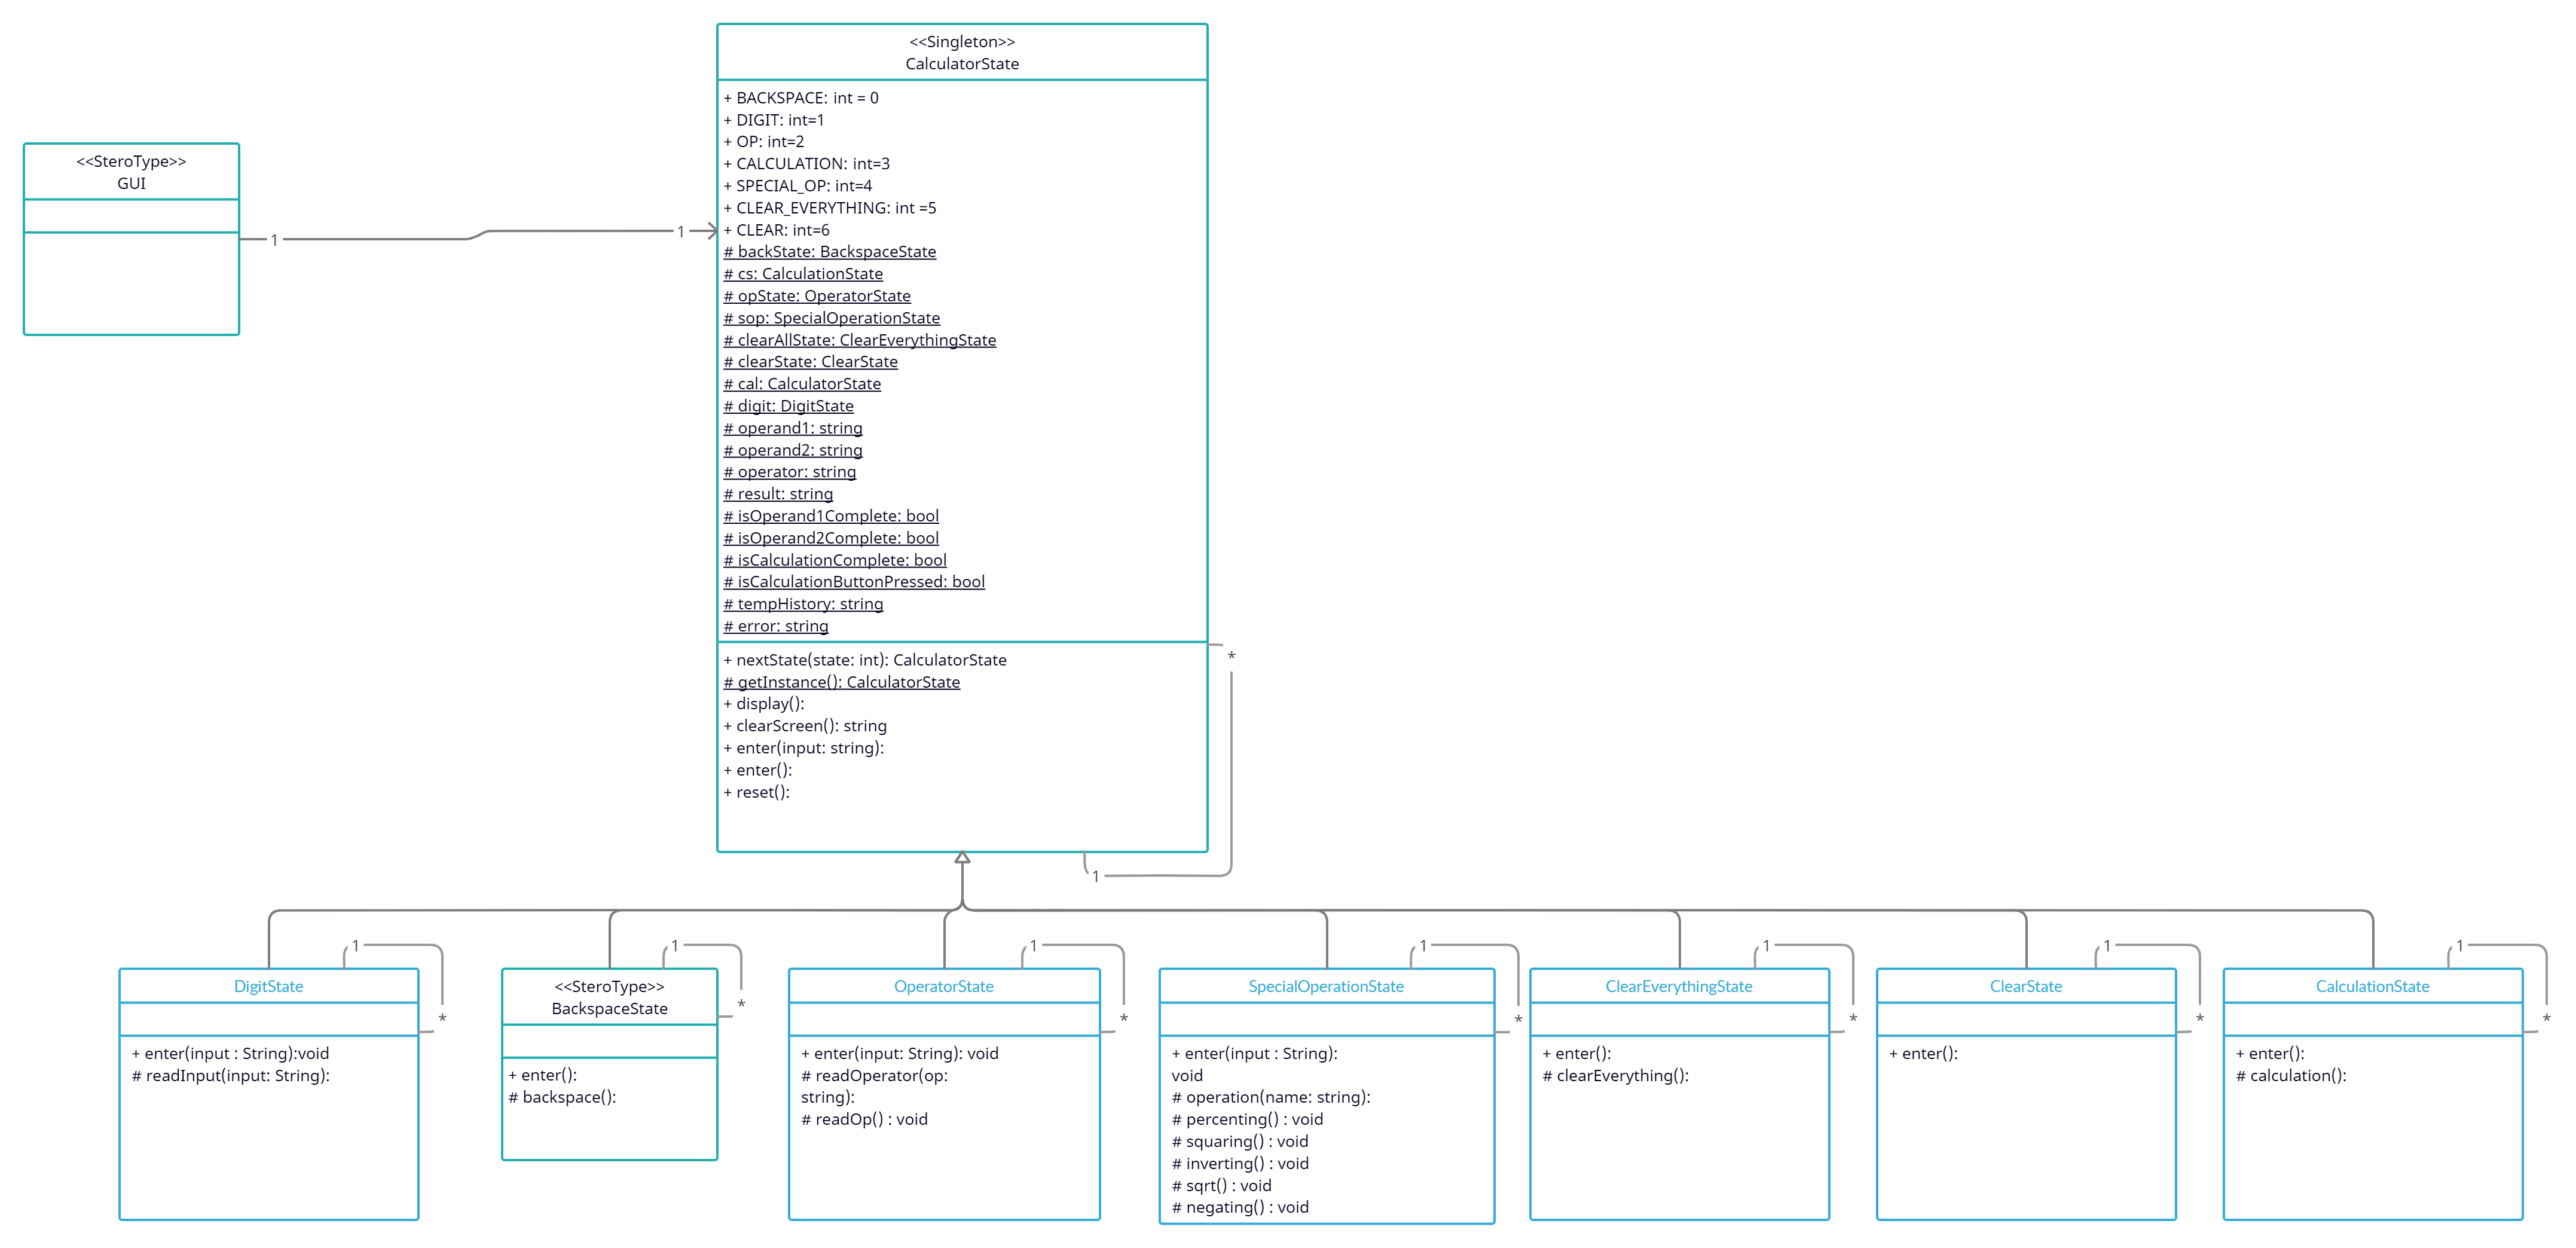 <<Singleton>>
CalculatorState
+ BACKSPACE: int = 0
+ DIGIT: int=1
+ OP: int=2
+ CALCULATION: int=3
+ SPECIAL_OP: int=4
+ CLEAR_EVERYTHING: int =5
+ CLEAR: int=6
# backState: BackspaceState
# cs: CalculationState
# opState: OperatorState
# sop: SpecialOperationState
# clearAllState: ClearEverythingState
# clearState: ClearState
# cal: CalculatorState
# digit: DigitState
# operand1: string
# operand2: string
# operator: string
# result: string
# isOperand1Complete: bool
# isOperand2Complete: bool
# isCalculationComplete: bool
# isCalculationButtonPressed: bool
# tempHistory: string
# error: string
+ nextState(state: int): CalculatorState
# getInstance(): CalculatorState
+ display():
+ clearScreen(): string
+ enter(input: string):
+ enter():
+ reset():
<<SteroType>>
GUI
1
1
*
1
1
*
DigitState
+ enter(input : String):void
# readInput(input: String):
1
*
<<SteroType>>
BackspaceState
+ enter():
# backspace():
1
*
OperatorState
+ enter(input: String): void
# readOperator(op:
string):
# readOp() : void
1
*
SpecialOperationState
+ enter(input : String):
void
# operation(name: string):
# percenting() : void
# squaring() : void
# inverting() : void
# sqrt() : void
# negating() : void
1
*
ClearEverythingState
+ enter():
# clearEverything():
1
*
ClearState
+ enter():
1
*
CalculationState
+ enter():
# calculation():